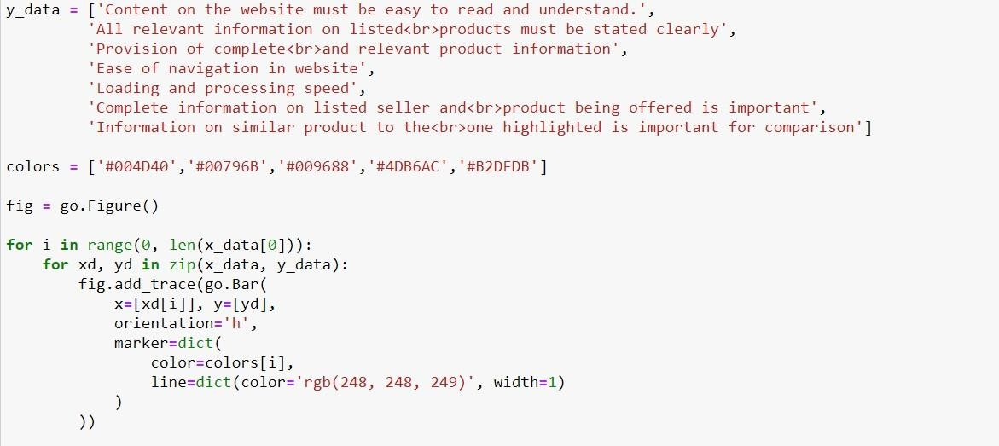 y_data = ['Content on the website must be easy to read and understand.',
         'All relevant information on listed<br>products must be stated clearly',
         'Provision of complete<br>and relevant product information',
         'Ease of navigation in website',
         'Loading and processing speed',
         'Complete information on listed seller and<br>product being offered is important',
         'Information on similar product to the<br>one highlighted is important for comparison']
colors = ['#004D40','#00796B','#009688','#4DB6AC','#B2DFDB']
fig = go.Figure()
for i in range(0, len(x_data[0])):
    for xd, yd in zip(x_data, y_data):
        fig.add_trace(go.Bar(
            x=[xd[i]], y=[yd],
            orientation='h',
            marker=dict(
                color=colors[i],
                line=dict(color='rgb(248, 248, 249)', width=1)
            )
        ))